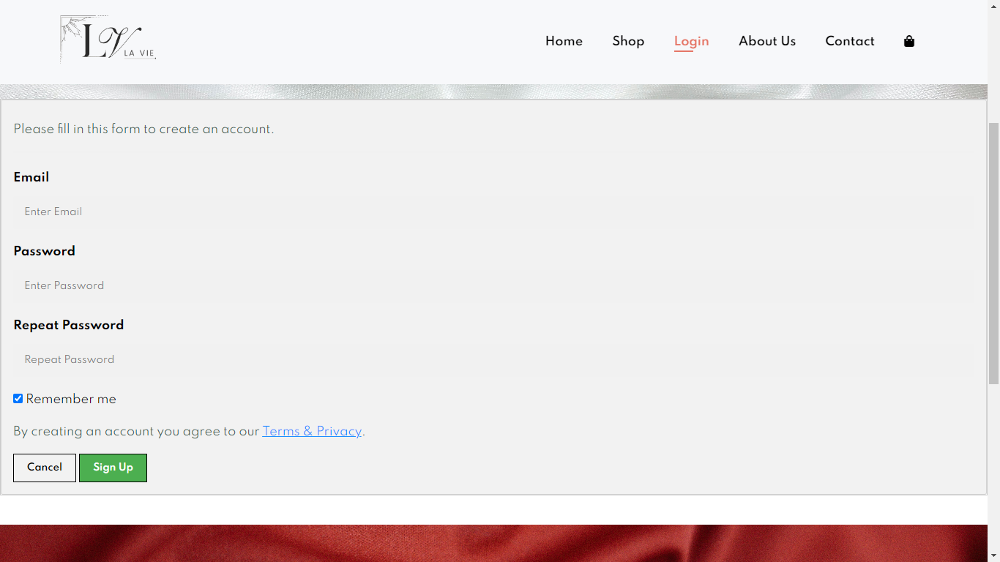 LV
LA VIE
Home Shop Login About Us Contact
Please fill in this form to create an account.
Email
Enter Email
Password
Enter Password
Repeat Password
Repeat Password
Remember me
By creating an account you agree to our Terms & Privacy.
Cancel Sign Up